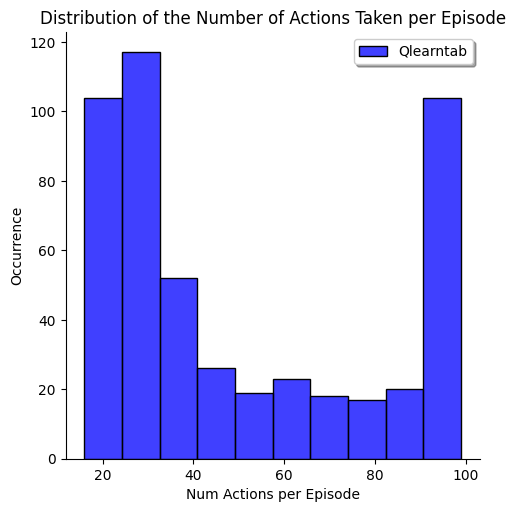 Distribution of the Number of Actions Taken per Episode
Qlearntab
120
100
80
60
40
20
0
Occurrence
20 40 60 80 100
Num Actions per Episode